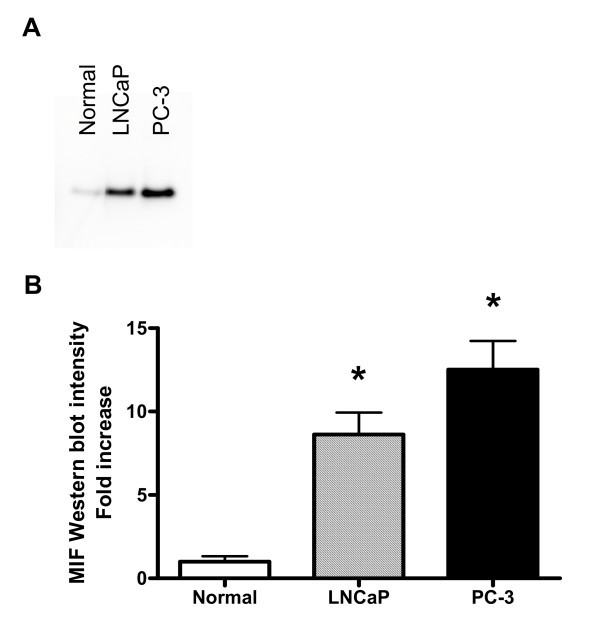 A
Normal
LNCaP
PC-3
B
MIF Western blot intensity
Fold increase
15
10
5
0
*
*
Normal
LNCaP
PC-3